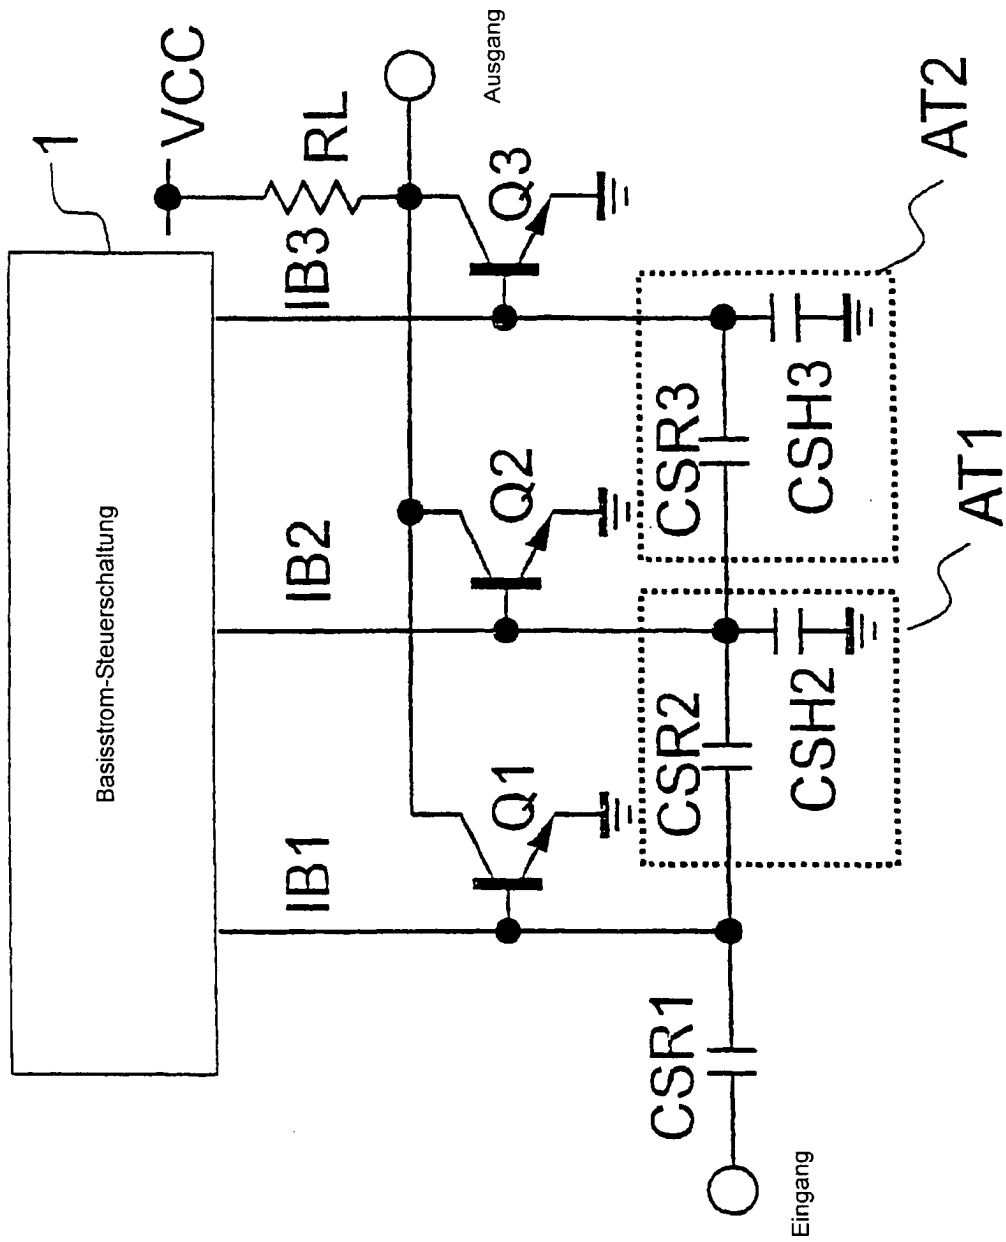 Basisstrom-Steuerschaltung
1
VCC
RL
Ausgang
IB1
IB2
IB3
Q1
Q2
Q3
CSR1
CSR2
CSR3
CSH2
CSH3
AT1
AT2
Eingang